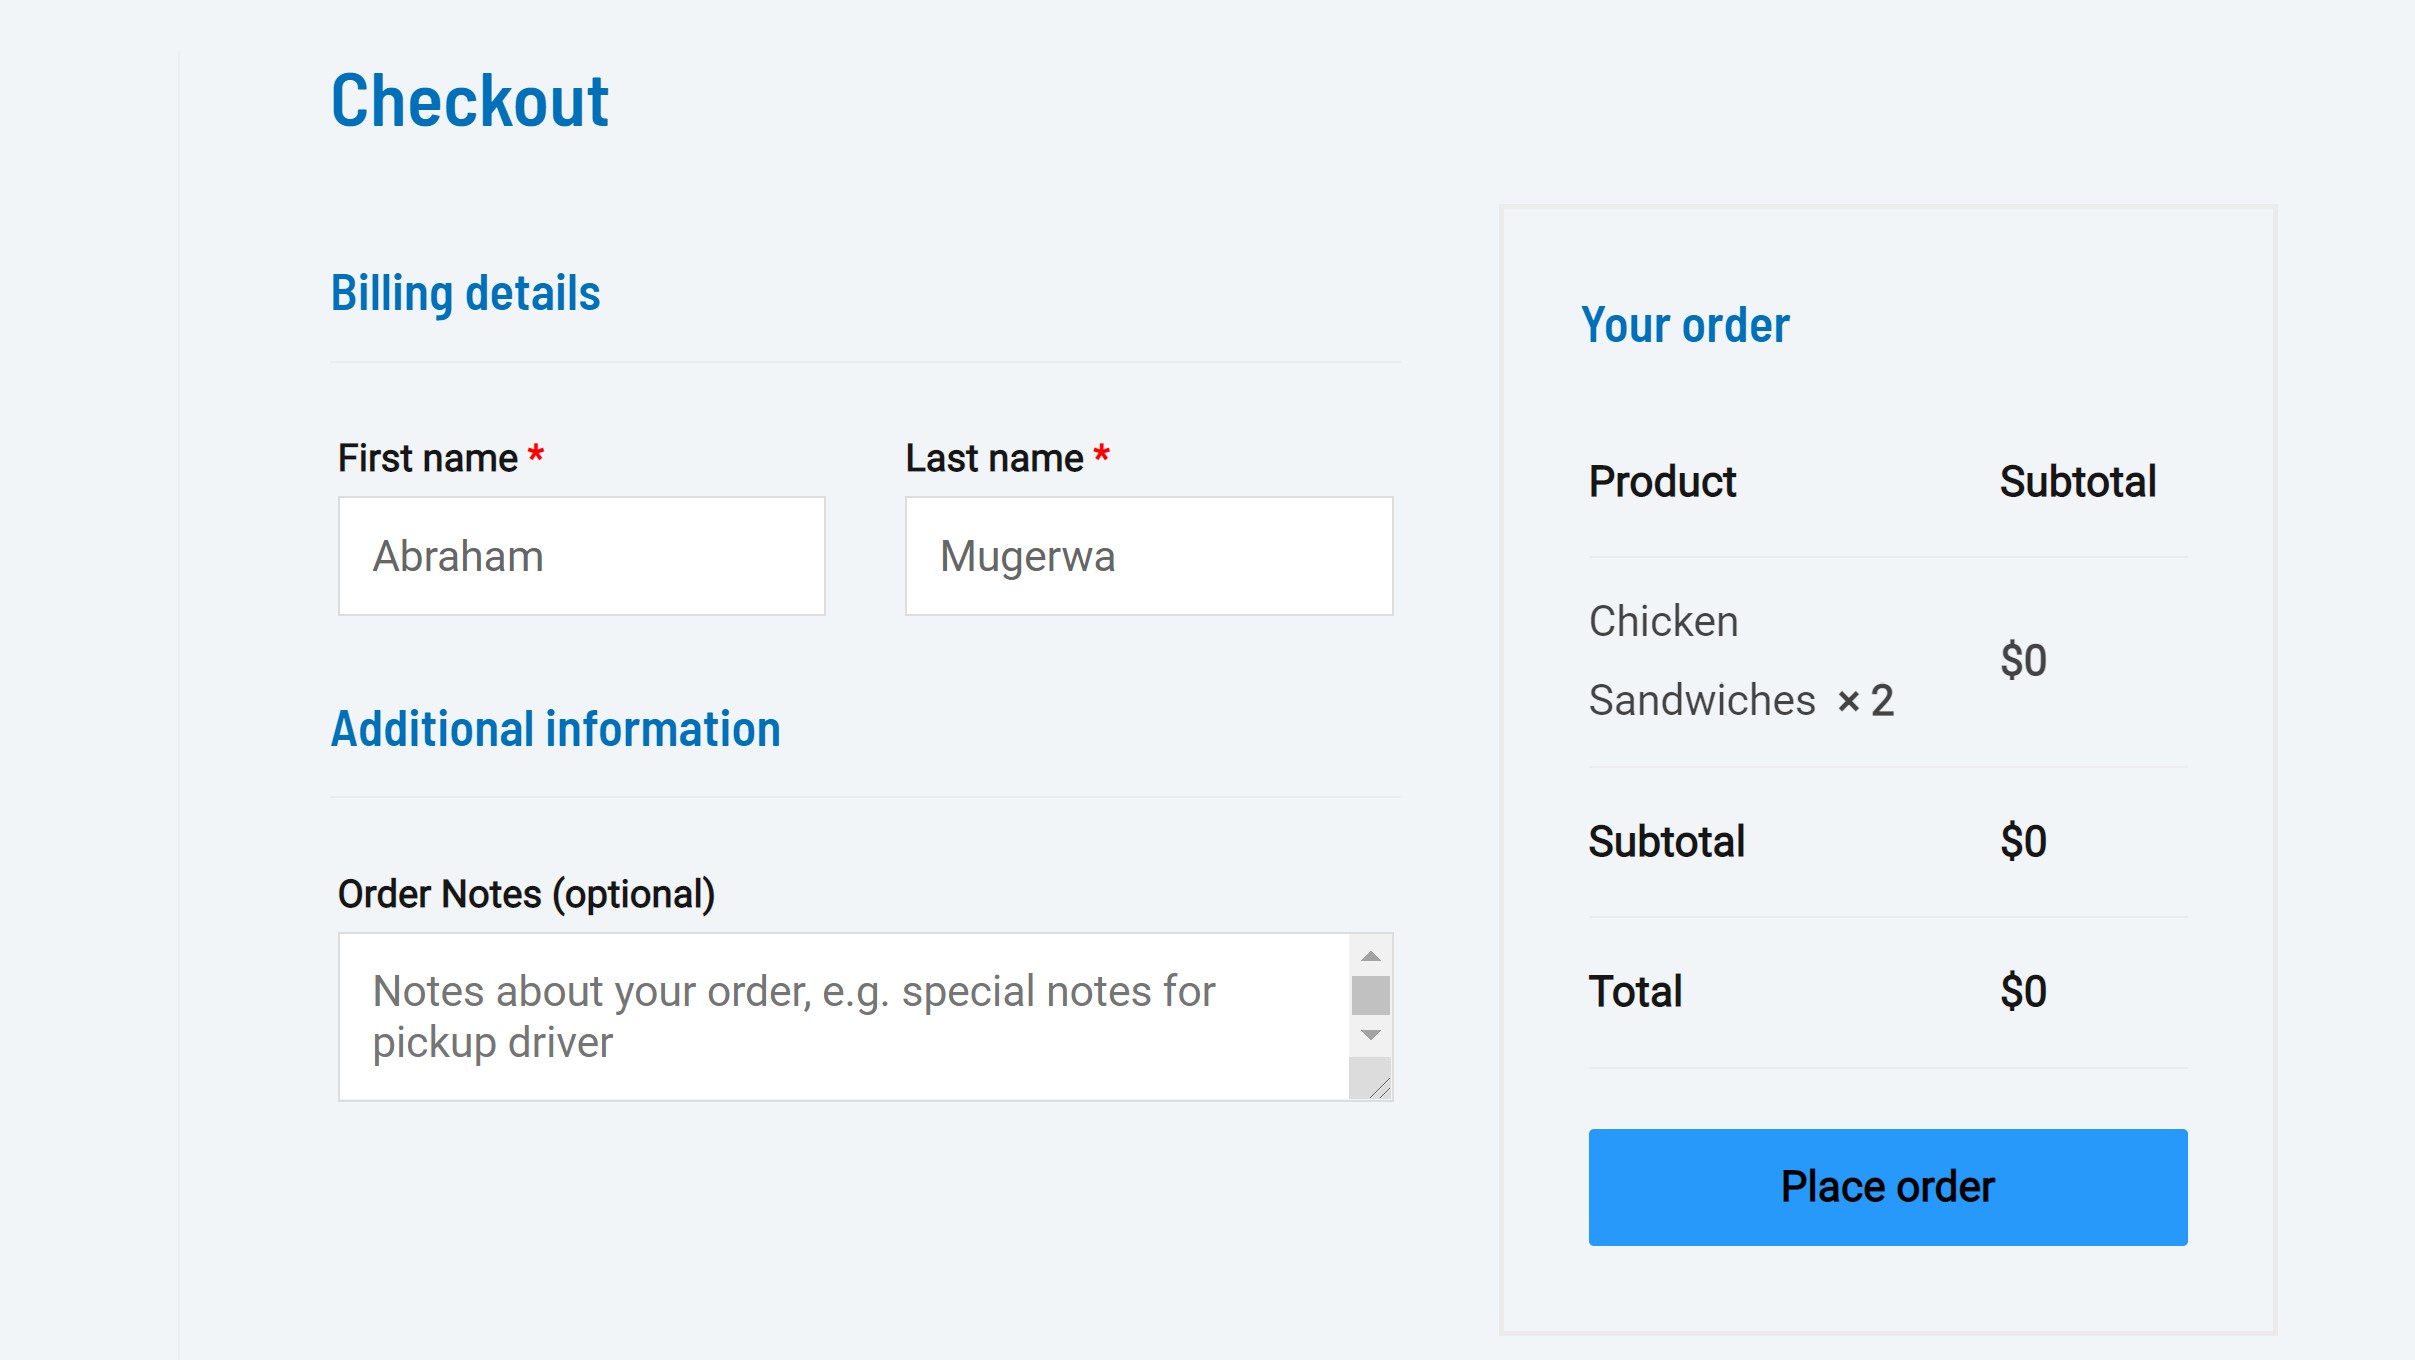 Checkout
Billing details
First name *
Last name *
Abraham
Mugerwa
Additional information
Order Notes (optional)
Notes about your order, e.g. special notes for
pickup driver
Your order
Product Subtotal
Chicken
Sandwiches × 2
$0
Subtotal $0
Total $0
Place order